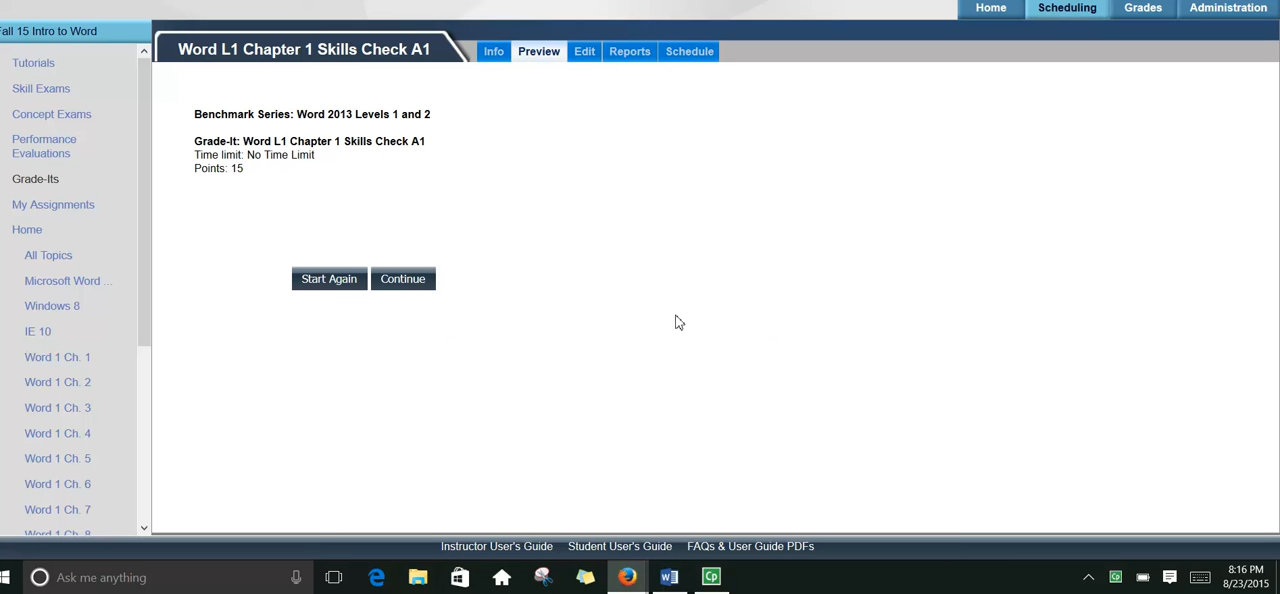 Home
Scheduling
Grades
Administration
Fall 15 Intro to Word
Word L1 Chapter 1 Skills Check A1
Info
Preview
Edit
Reports
Schedule
Tutorials
Skill Exams
Concept Exams
Performance
Evaluations
Grade-Its
My Assignments
Home
All Topics
Microsoft Word ...
Windows 8
IE 10
Word 1 Ch. 1
Word 1 Ch. 2
Word 1 Ch. 3
Word 1 Ch. 4
Word 1 Ch. 5
Word 1 Ch. 6
Word 1 Ch. 7
Word 1 Ch. 8
Benchmark Series: Word 2013 Levels 1 and 2
Grade-It: Word L1 Chapter 1 Skills Check A1
Time limit: No Time Limit
Points: 15
Start Again
Continue
Instructor User's Guide
Student User's Guide
FAQs & User Guide PDFs
Ask me anything
Cp
Cp
8:16 PM
8/23/2015